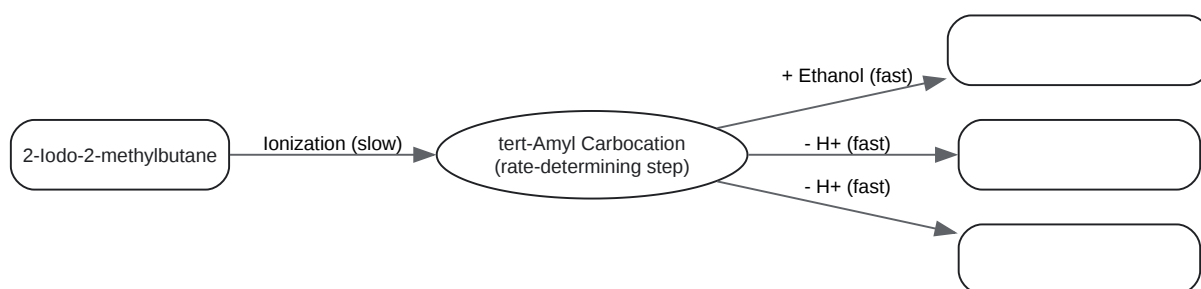 + Ethanol (fast)
2-Iodo-2-methylbutane
Ionization (slow)
tert-Amyl Carbocation
(rate-determining step)
- H+ (fast)
- H+ (fast)